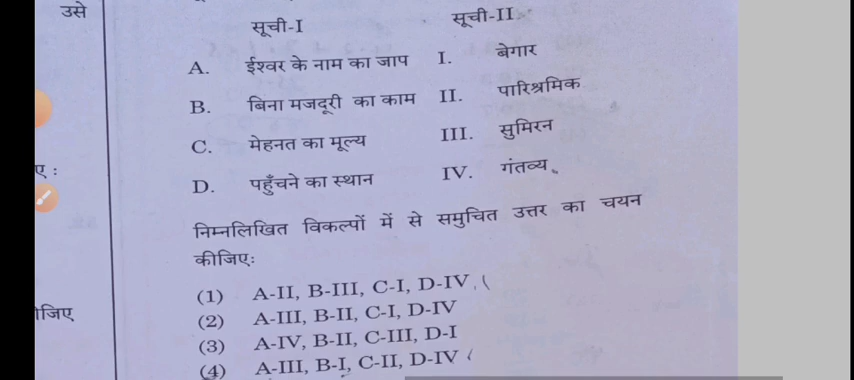 उसे
सूची-I सूची-II
A. ईश्वर के नाम का जाप I. बेगार
B. बिना मजदूरी का काम II. पारिश्रमिक
C. मेहनत का मूल्य III. सुमिरन
ए :
D. पहुँचने का स्थान IV. गंतव्य
निम्नलिखित विकल्पों में से समुचित उत्तर का चयन
कीजिए:
(1) A-II, B-III, C-I, D-IV
(2) A-III, B-II, C-I, D-IV
(3) A-IV, B-II, C-III, D-I
(4) A-III, B-I, C-II, D-IV